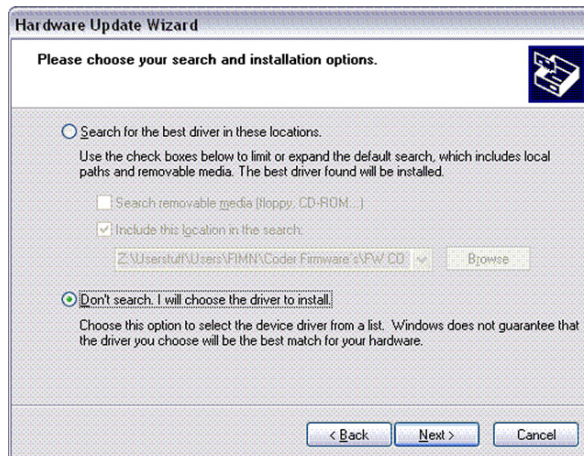 Hardware Update Wizard
Please choose your search and installation options.
Search for the best driver in these locations.
Use the check boxes below to limit or expand the default search, which includes local
paths and removable media. The best driver found will be installed.
Search removable media (floppy, CD-ROM...)
Include this location in the search:
Z:\Userstuff\Users\FIMN\Coder Firmware's\FW CO
Browse
Don't search. I will choose the driver to install.
Choose this option to select the device driver from a list. Windows does not guarantee that
the driver you choose will be the best match for your hardware.
< Back Next > Cancel